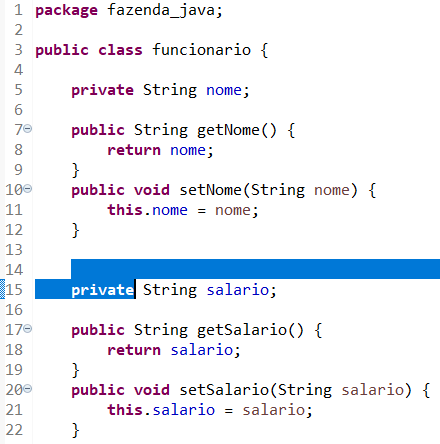 1 package fazenda_java;
2
3 public class funcionario {
4
5     private String nome;
6
7     public String getNome() {
8         return nome;
9     }
10     public void setNome(String nome) {
11         this.nome = nome;
12     }
13
14
15     private String salario;
16
17     public String getSalario() {
18         return salario;
19     }
20     public void setSalario(String salario) {
21         this.salario = salario;
22     }